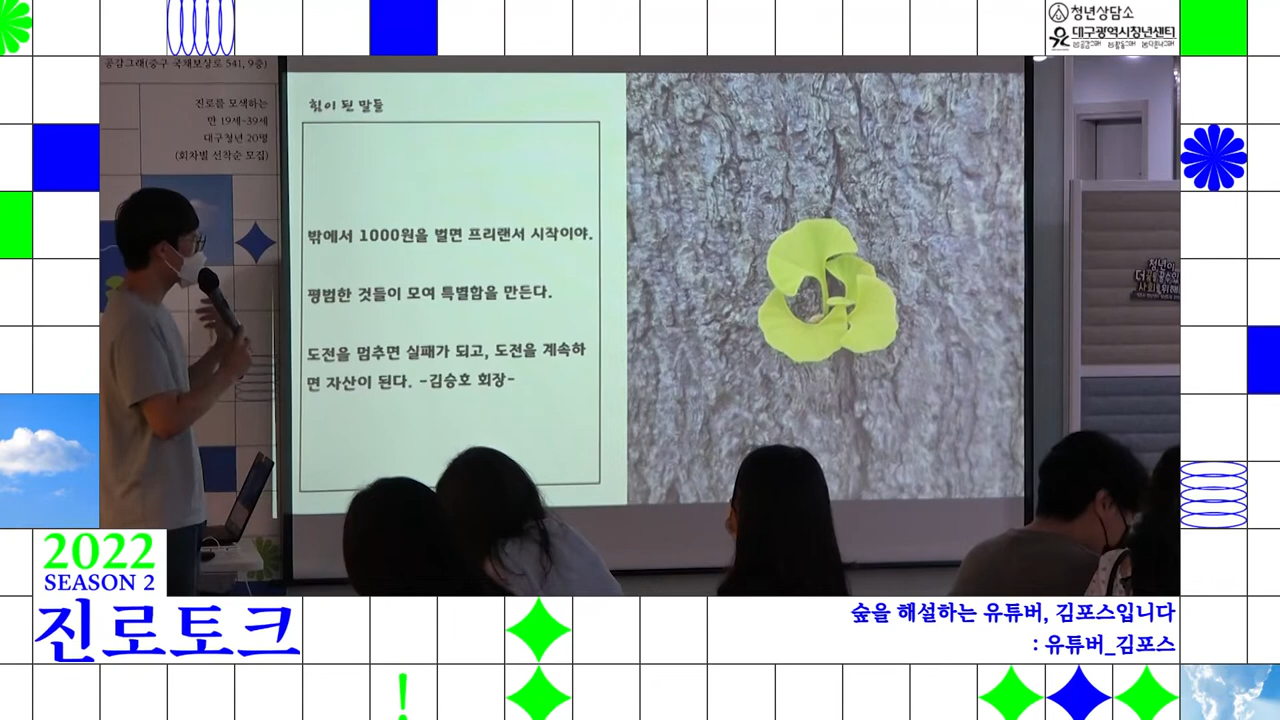 청년상담소
대구광역시청년센터
공감그래(중구 국채보상로 541, 9층)
진로를 모색하는
만 19세-39세
대구청년 20명
(회차별 선착순 모집)
힘이 된 말들
밖에서 1000원을 벌면 프리랜서 시작이야.
평범한 것들이 모여 특별함을 만든다.
도전을 멈추면 실패가 되고, 도전을 계속하
면 자산이 된다. -김승호 회장-
청년이
사회를 위해
2022
SEASON 2
진로토크
숲을 해설하는 유튜버, 김포스입니다
: 유튜버_김포스